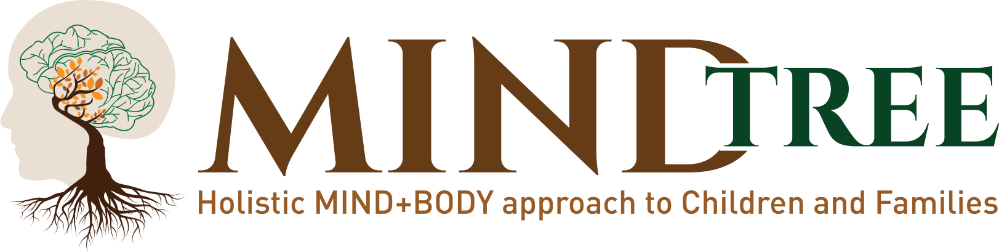 MINDTREE
Holistic MIND+BODY approach to Children and Families